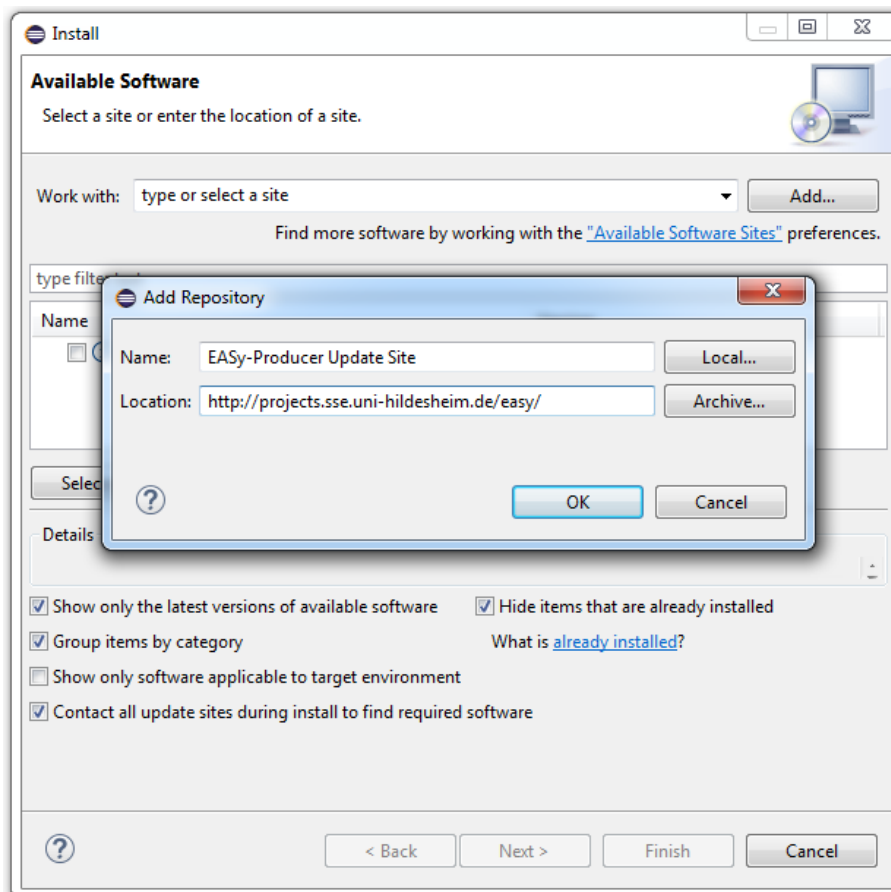 Install
Available Software
Select a site or enter the location of a site.
Work with: type or select a site Add...
Find more software by working with the "Available Software Sites" preferences.
type filter
Name
Add Repository
Name: EASy-Producer Update Site Local...
Location: http://projects.sse.uni-hildesheim.de/easy/ Archive...
OK Cancel
Selec
Details
Show only the latest versions of available software Hide items that are already installed
Group items by category What is already installed?
Show only software applicable to target environment
Contact all update sites during install to find required software
< Back Next > Finish Cancel